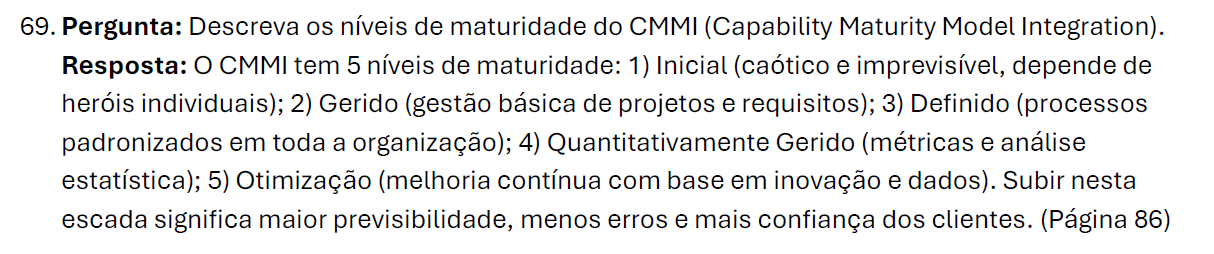 69. Pergunta: Descreva os níveis de maturidade do CMMI (Capability Maturity Model Integration).
Resposta: O CMMI tem 5 níveis de maturidade: 1) Inicial (caótico e imprevisível, depende de
heróis individuais); 2) Gerido (gestão básica de projetos e requisitos); 3) Definido (processos
padronizados em toda a organização); 4) Quantitativamente Gerido (métricas e análise
estatística); 5) Otimização (melhoria contínua com base em inovação e dados). Subir nesta
escada significa maior previsibilidade, menos erros e mais confiança dos clientes. (Página 86)